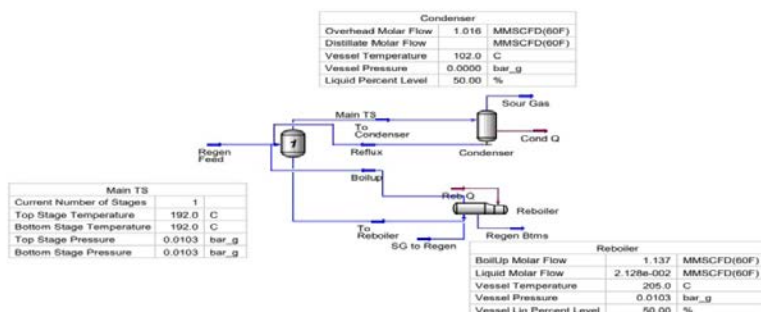 Condenser
Overhead Molar Flow 1.016 MMSCFD(60F)
Distillate Molar Flow MMSCFD(60F)
Vessel Temperature 102.0 C
Vessel Pressure 0.0000 bar_g
Liquid Percent Level 50.00 %
Sour Gas
Main TS
To
Condenser
Cond Q
Regen
Feed
1
Reflux
Condenser
Boilup
Main TS
Current Number of Stages 1
Top Stage Temperature 192.0 C
Bottom Stage Temperature 192.0 C
Top Stage Pressure 0.0103 bar_g
Bottom Stage Pressure 0.0103 bar_g
Reb Q
Reboiler
To
Reboiler
SG to Regen
Regen Btms
Reboiler
BoilUp Molar Flow 1.137 MMSCFD(60F)
Liquid Molar Flow 2.128e-002 MMSCFD(60F)
Vessel Temperature 205.0 C
Vessel Pressure 0.0103 bar_g
Vessel Liq Percent Level 50.00 %